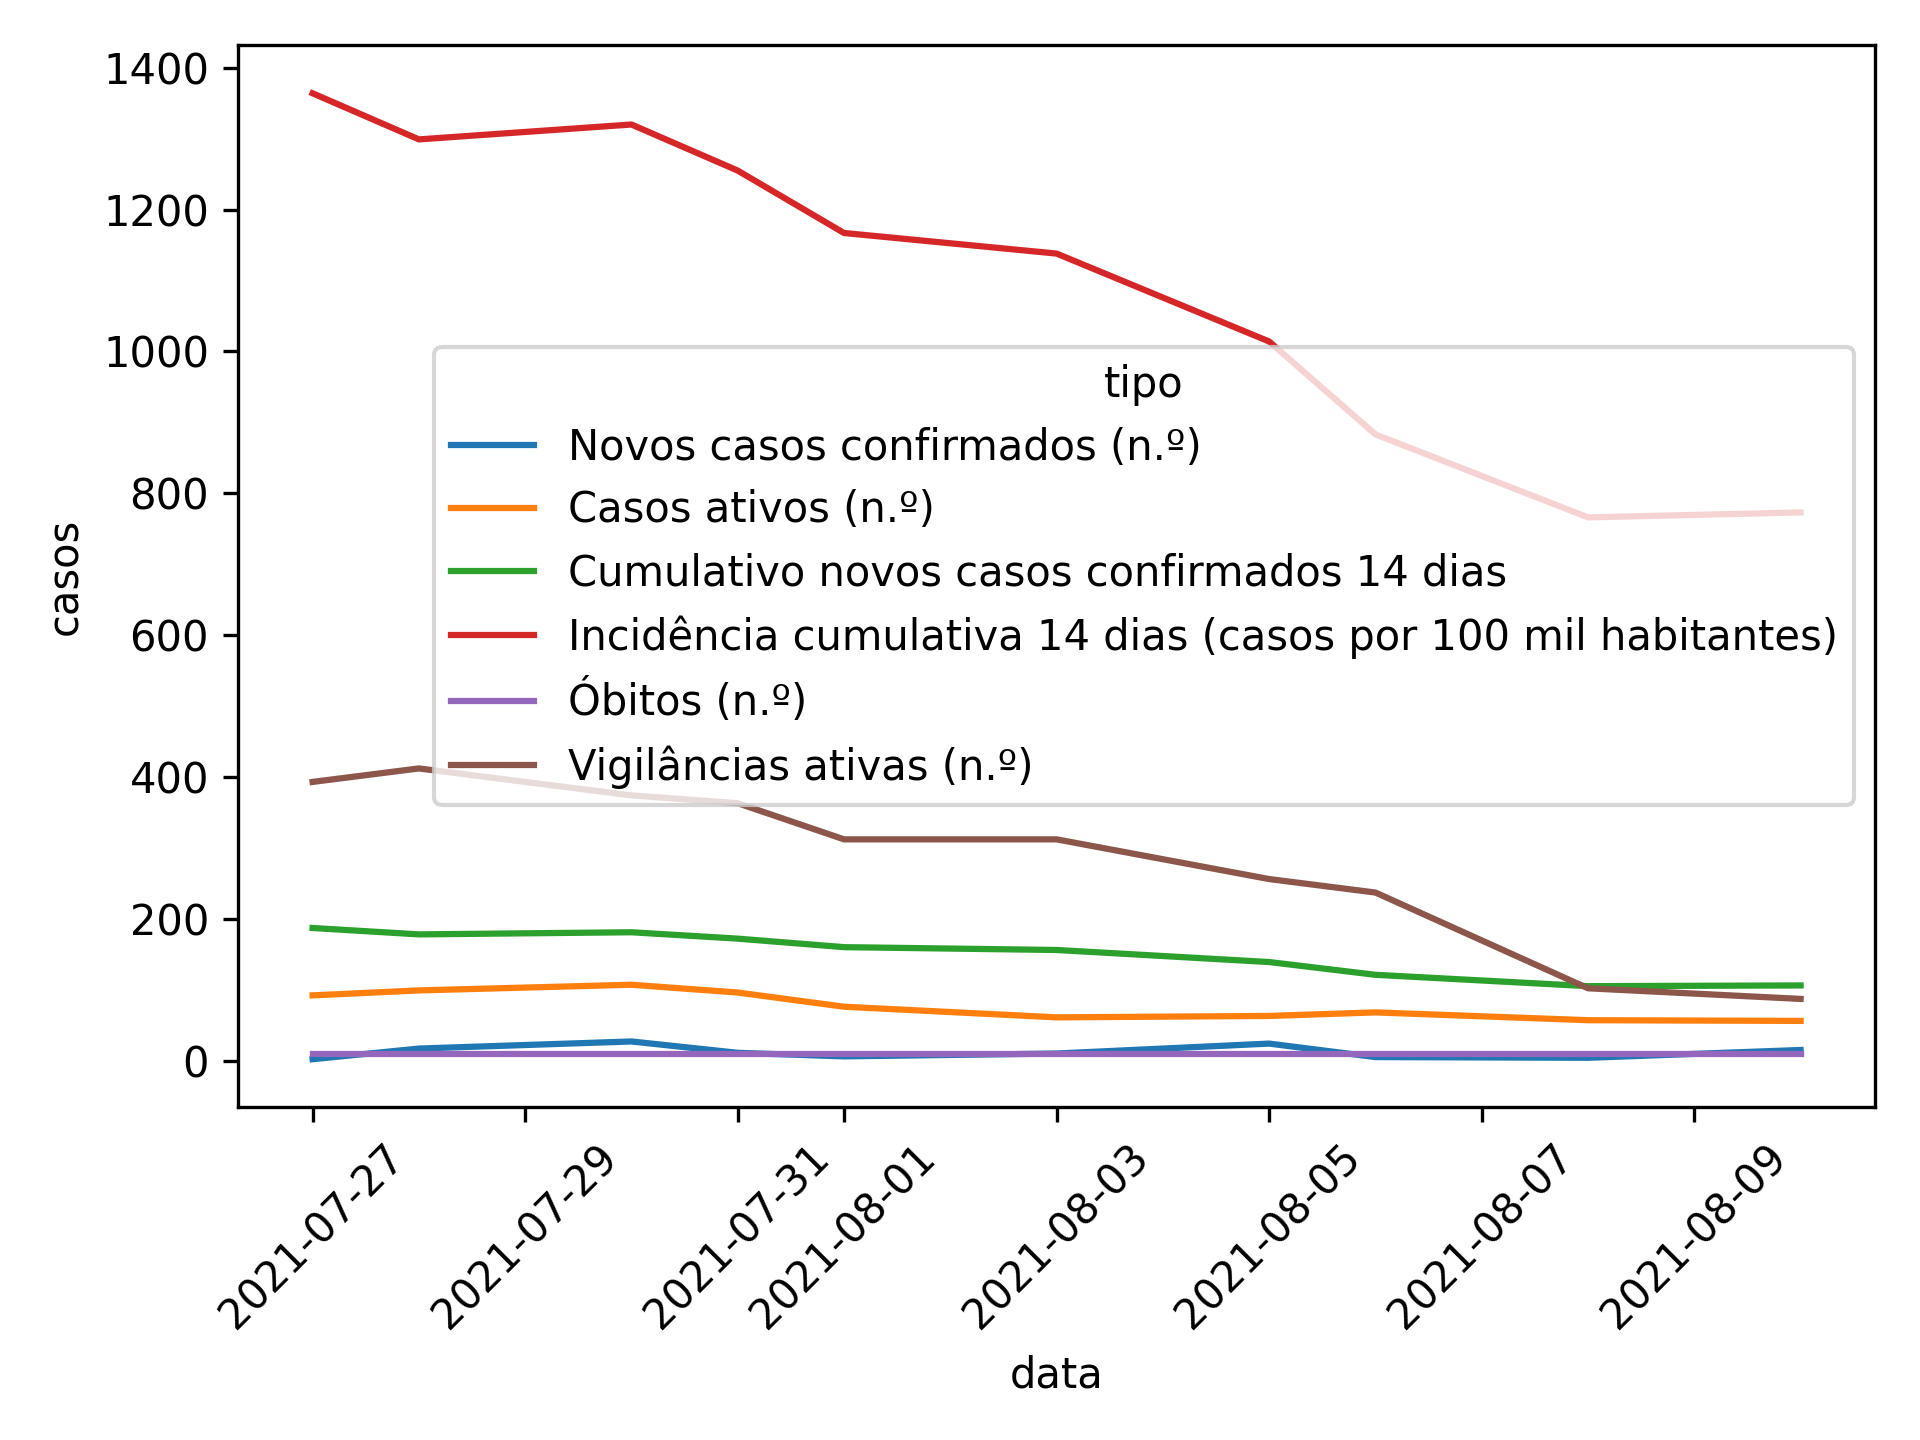 1400
1200
1000
800
600
400
200
0
casos
tipo
Novos casos confirmados (n.º)
Casos ativos (n.º)
Cumulativo novos casos confirmados 14 dias
Incidência cumulativa 14 dias (casos por 100 mil habitantes)
Óbitos (n.º)
Vigilâncias ativas (n.º)
2021-07-27
2021-07-29
2021-07-31
2021-08-01
2021-08-03
2021-08-05
2021-08-07
2021-08-09
data